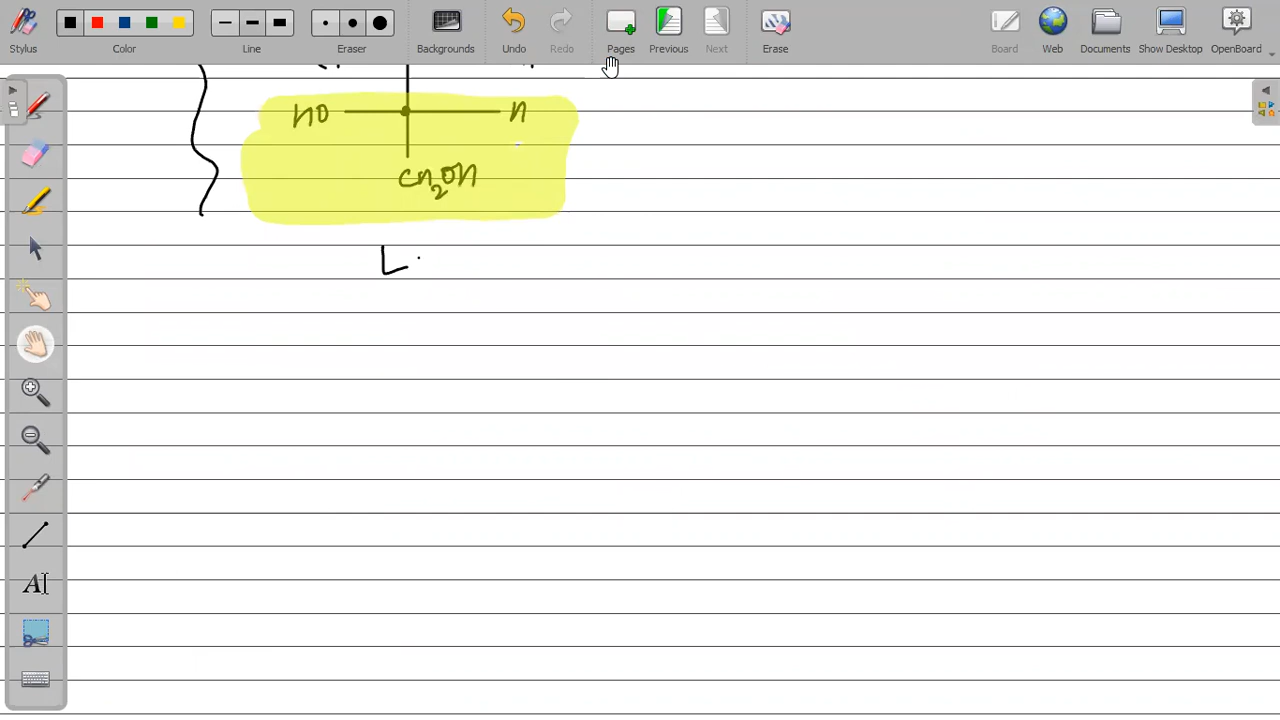 Stylus Color Line Eraser Backgrounds Undo Redo Pages Previous Next Erase Board Web Documents Show Desktop OpenBoard
HO H
CH2OH
L
A